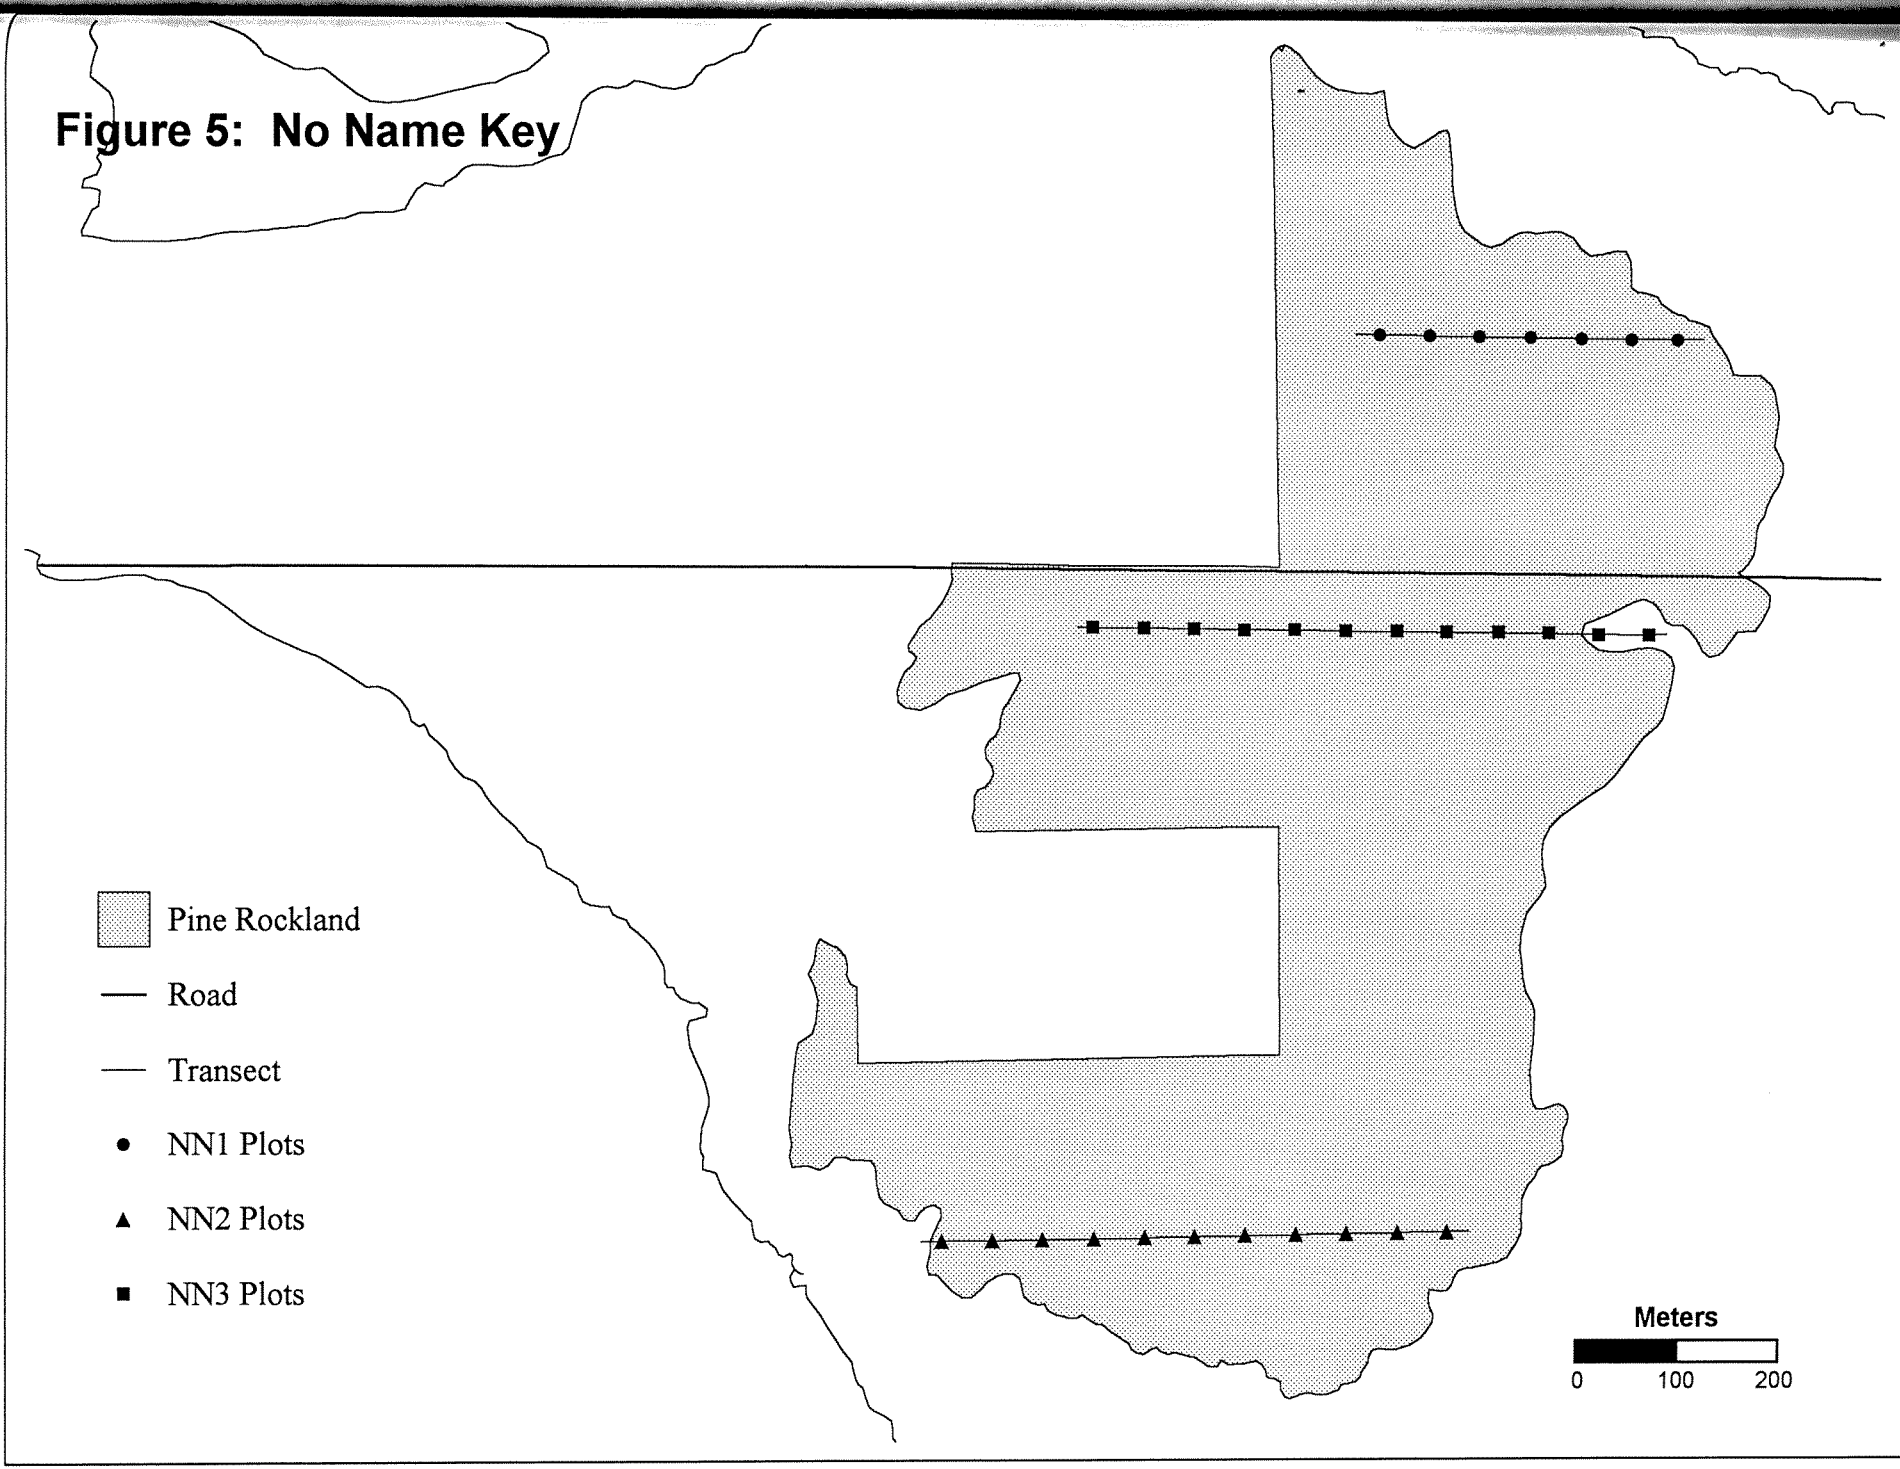 Figure 5: No Name Key
Pine Rockland
Road
Transect
NN1 Plots
NN2 Plots
NN3 Plots
Meters
0 100 200